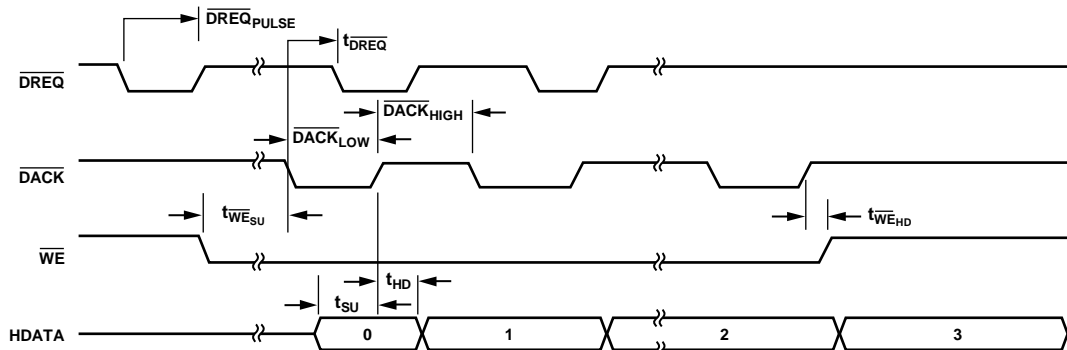 DREQPULSE
tDREQ
DREQ
DACKHIGH
DACKLOW
DACK
tWESU
tWEHD
WE
tHD
tSU
HDATA 0 1 2 3